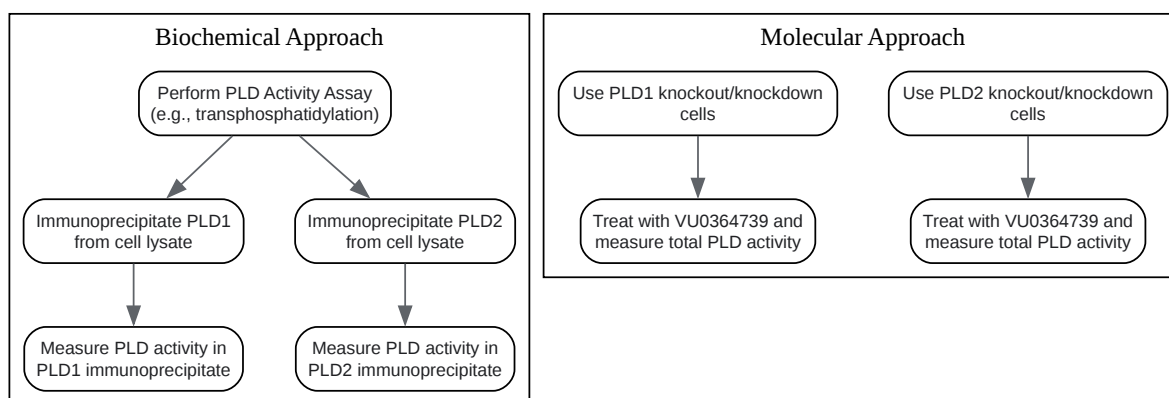 Biochemical Approach
Perform PLD Activity Assay
(e.g., transphosphatidylation)
Immunoprecipitate PLD1
from cell lysate
Immunoprecipitate PLD2
from cell lysate
Measure PLD activity in
PLD1 immunoprecipitate
Measure PLD activity in
PLD2 immunoprecipitate
Molecular Approach
Use PLD1 knockout/knockdown
cells
Use PLD2 knockout/knockdown
cells
Treat with VU0364739 and
measure total PLD activity
Treat with VU0364739 and
measure total PLD activity